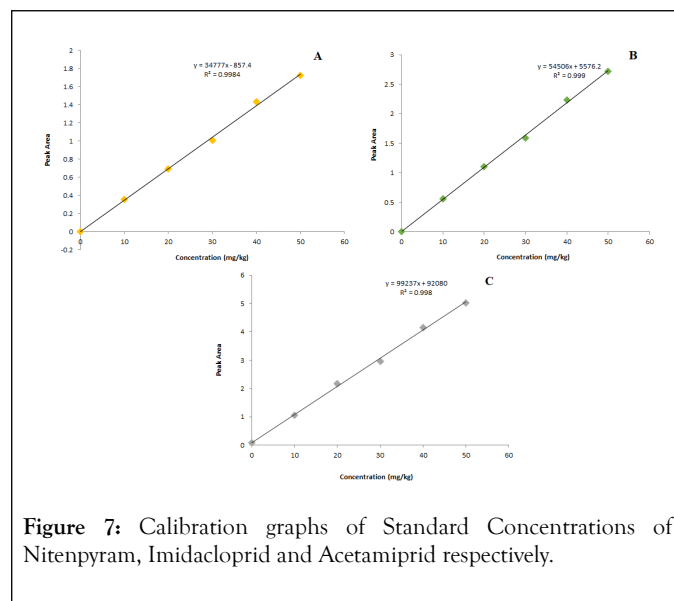 A
y = 34777x - 857.4
R² = 0.9984
2
1.8
1.6
1.4
1.2
1
0.8
0.6
0.4
0.2
0
-0.2
Peak Area
0 10 20 30 40 50 60
Concentration (mg/kg)
B
y = 54506x + 5576.2
R² = 0.999
3
2.5
2
1.5
1
0.5
0
Peak Area
0 10 20 30 40 50 60
Concentration (mg/kg)
C
y = 99237x + 92080
R² = 0.998
6
5
4
3
2
1
0
Peak Area
0 10 20 30 40 50 60
Concentration (mg/kg)
Figure 7: Calibration graphs of Standard Concentrations of
Nitenpyram, Imidacloprid and Acetamiprid respectively.